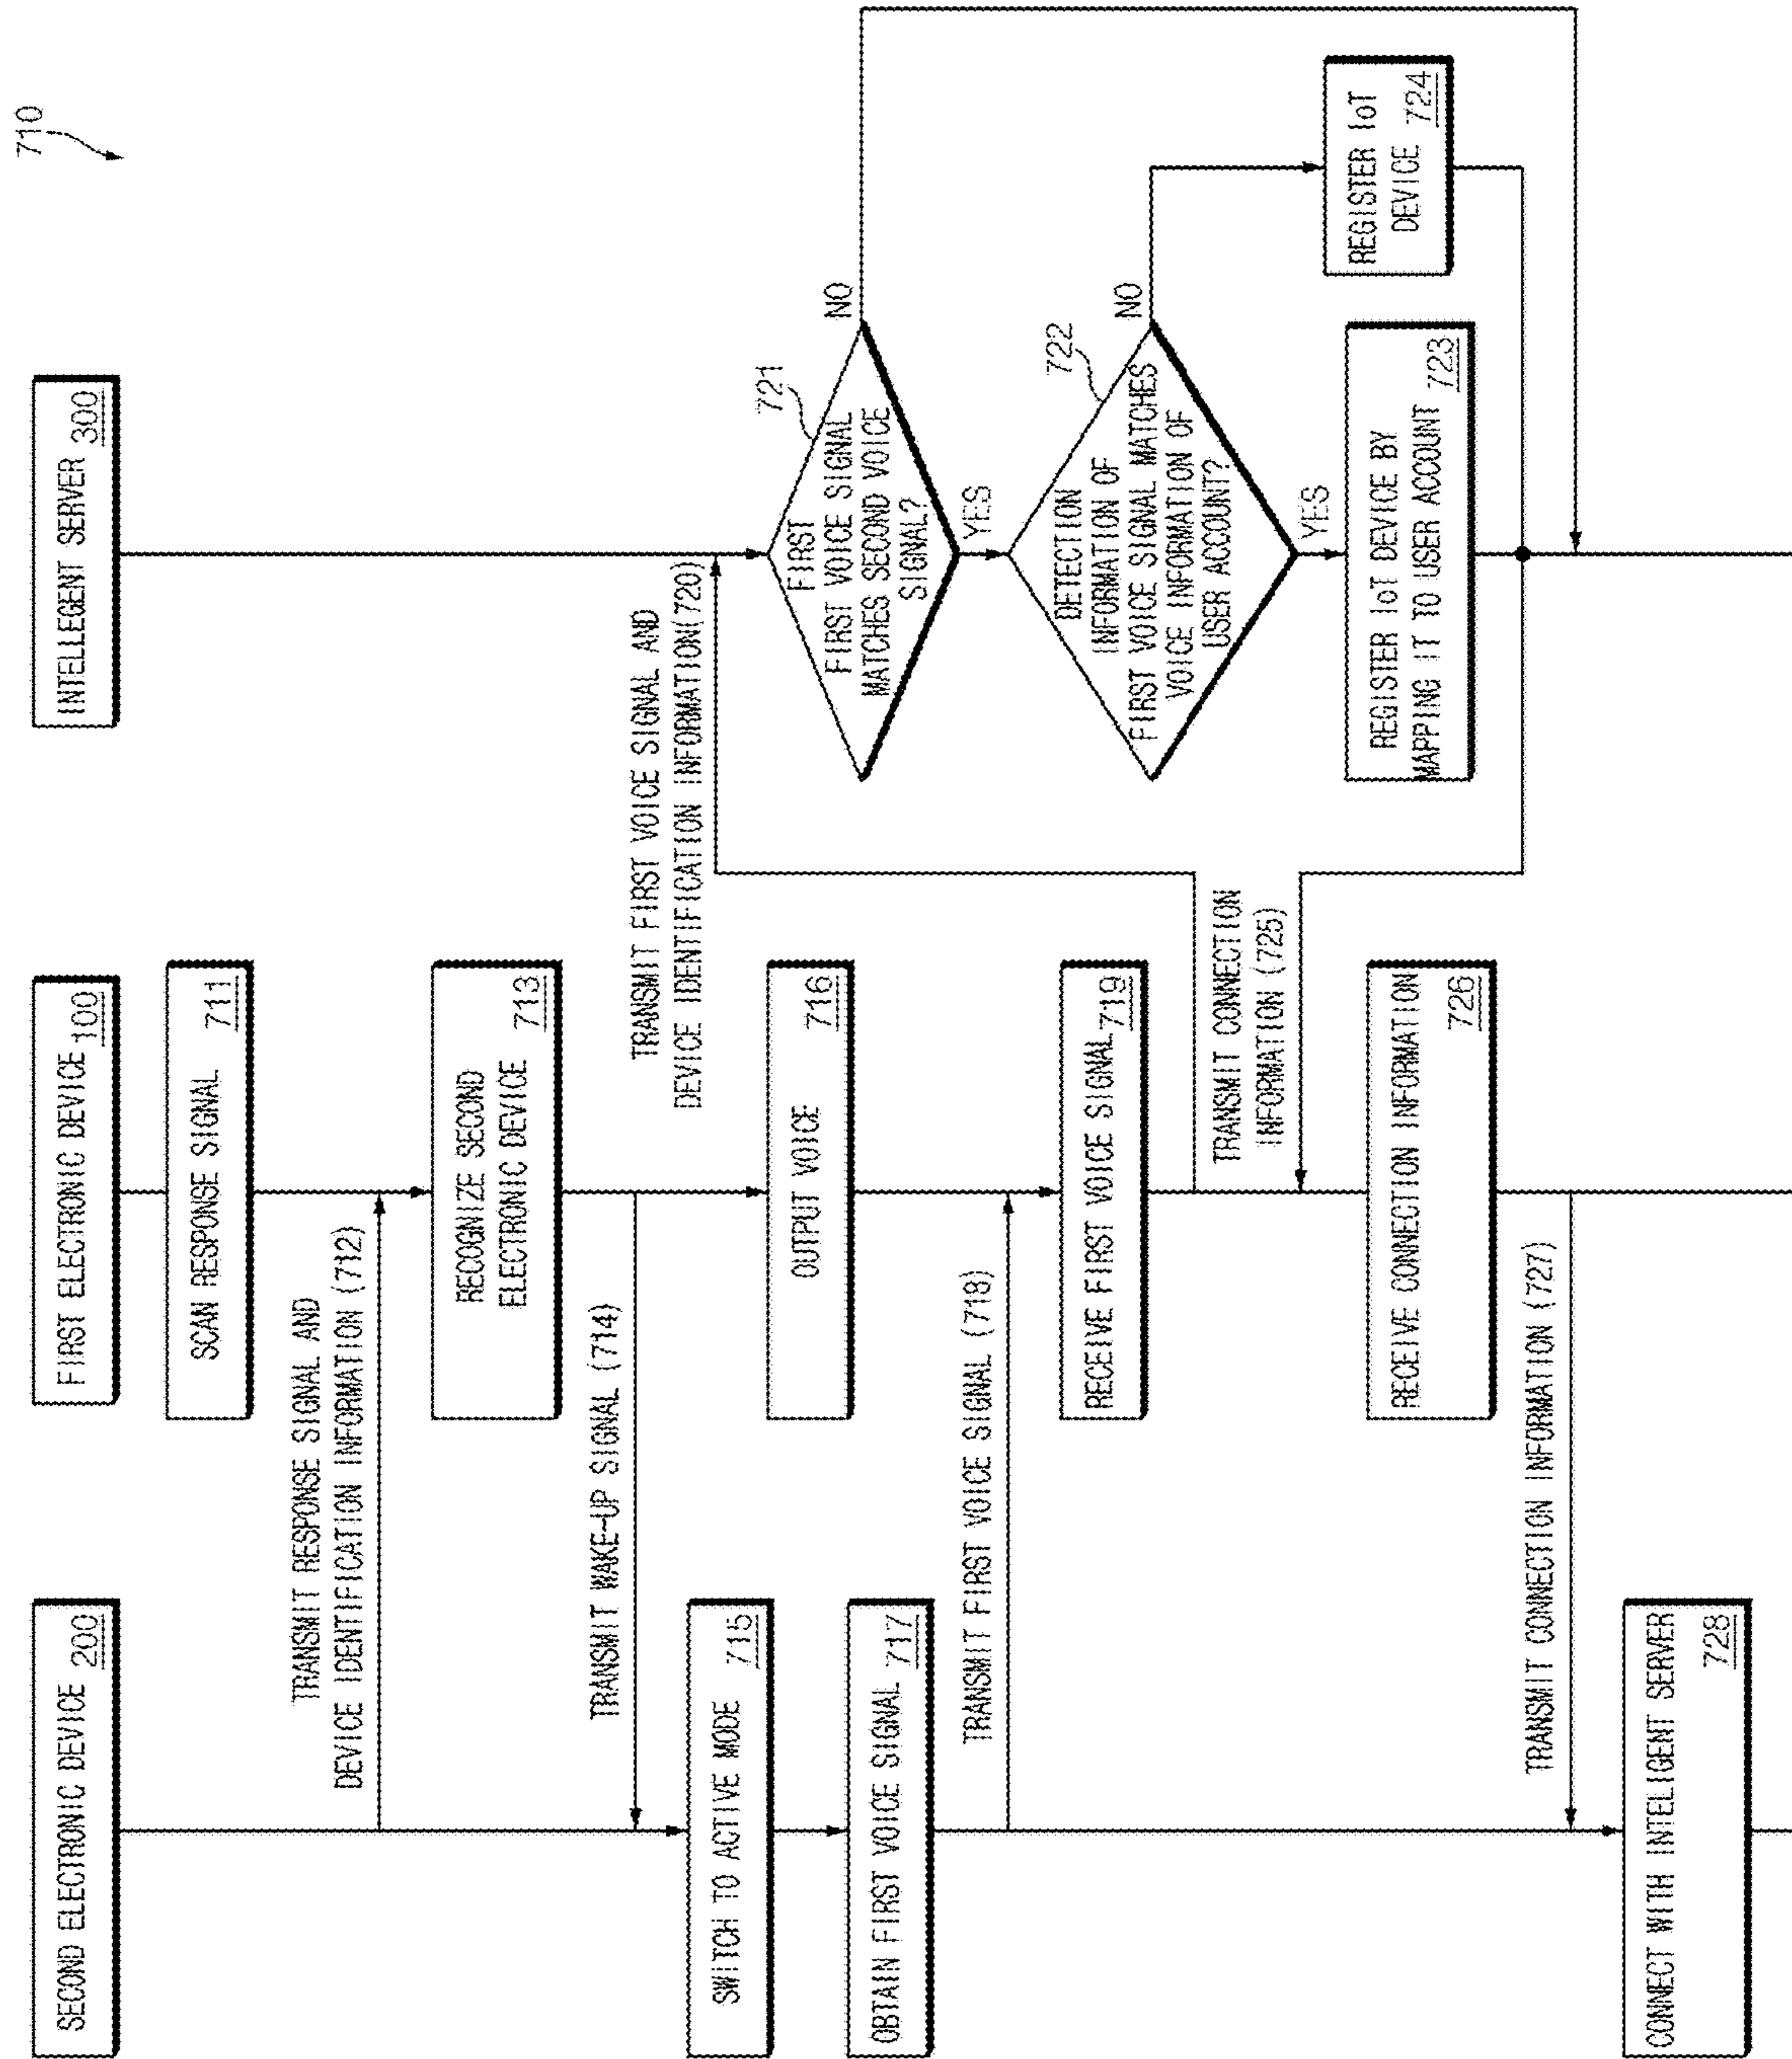 710
SECOND ELECTRONIC DEVICE 200
FIRST ELECTRONIC DEVICE 100
INTELLEGENT SERVER 300
SCAN RESPONSE SIGNAL 711
TRANSMIT RESPONSE SIGNAL AND
DEVICE IDENTIFICATION INFORMATION (712)
RECOGNIZE SECOND
ELECTRONIC DEVICE 713
TRANSMIT WAKE-UP SIGNAL (714)
SWITCH TO ACTIVE MODE 715
OUTPUT VOICE 716
OBTAIN FIRST VOICE SIGNAL 717
TRANSMIT FIRST VOICE SIGNAL (718)
RECEIVE FIRST VOICE SIGNAL 719
TRANSMIT FIRST VOICE SIGNAL AND
DEVICE IDENTIFICATION INFORMATION(720)
721
FIRST
FIRST VOICE SIGNAL
MATCHES SECOND VOICE
SIGNAL?
NO
YES
722
DETECTION
INFORMATION OF
FIRST VOICE SIGNAL MATCHES
VOICE INFORMATION OF
USER ACCOUNT?
NO
YES
REGISTER IoT DEVICE BY
MAPPING IT TO USER ACCOUNT 723
REGISTER IoT
DEVICE 724
TRANSMIT CONNECTION
INFORMATION (725)
RECEIVE CONNECTION INFORMATION
726
TRANSMIT CONNECTION INFORMATION (727)
CONNECT WITH INTELIGENT SERVER
728